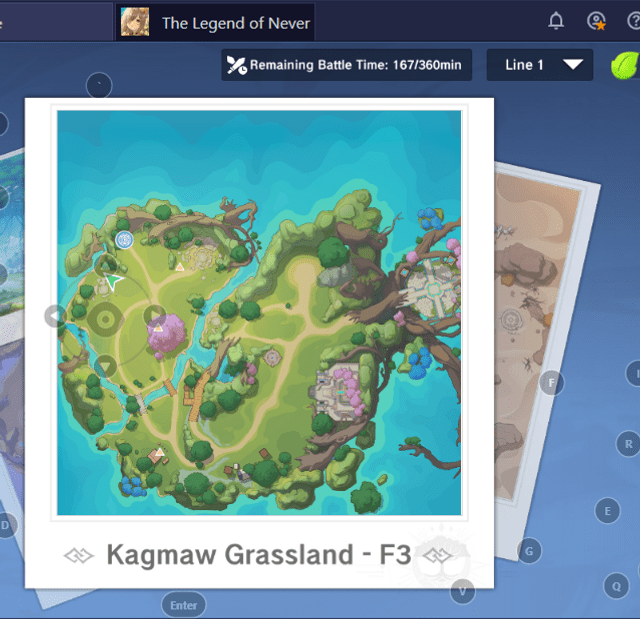 The Legend of Never
Remaining Battle Time: 167/360min
Line 1
Kagmaw Grassland - F3
F
R
E
D
G
Q
V
Enter